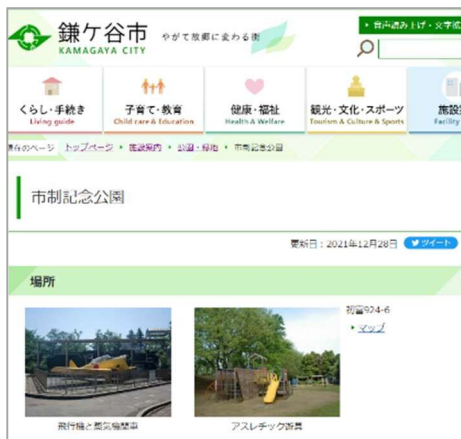 鎌ケ谷市 やがて故郷に変わる街
KAMAGAYA CITY
音声読み上げ・文字拡
くらし・手続き 子育て・教育 健康・福祉 観光・文化・スポーツ 施設案
Living guide Child care & Education Health & Welfare Tourism & Culture & Sports Facility
現在のページ トップページ 施設案内 公園・緑地 市制記念公園
市制記念公園
更新日：2021年12月28日 ツイート
場所
初富924-6
マップ
飛行機と蒸気機関車 アスレチック遊具